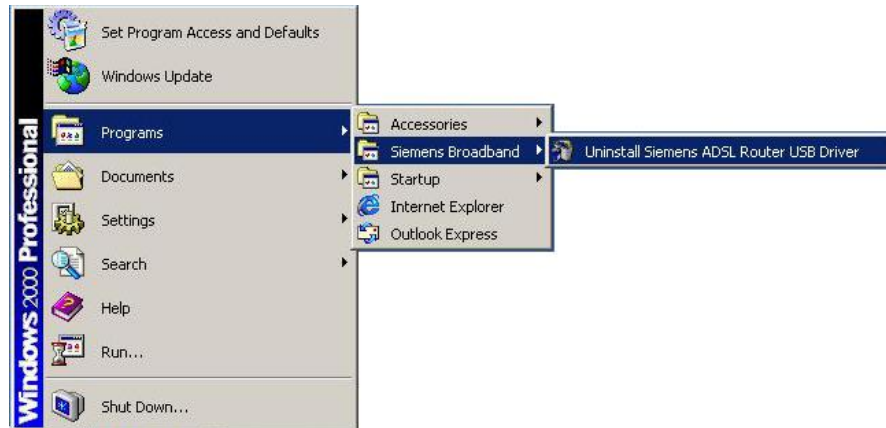 Windows 2000 Professional
Set Program Access and Defaults
Windows Update
Programs
Documents
Settings
Search
Help
Run...
Shut Down...
Accessories
Siemens Broadband
Startup
Internet Explorer
Outlook Express
Uninstall Siemens ADSL Router USB Driver